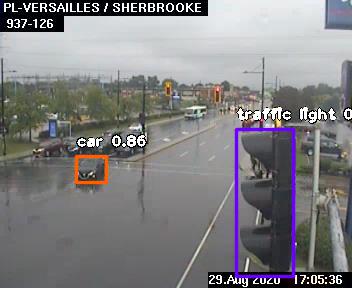 PL-VERSAILLES / SHERBROOKE
937-126
traffic light 0
car 0.86
29.Aug 2020 17:05:36